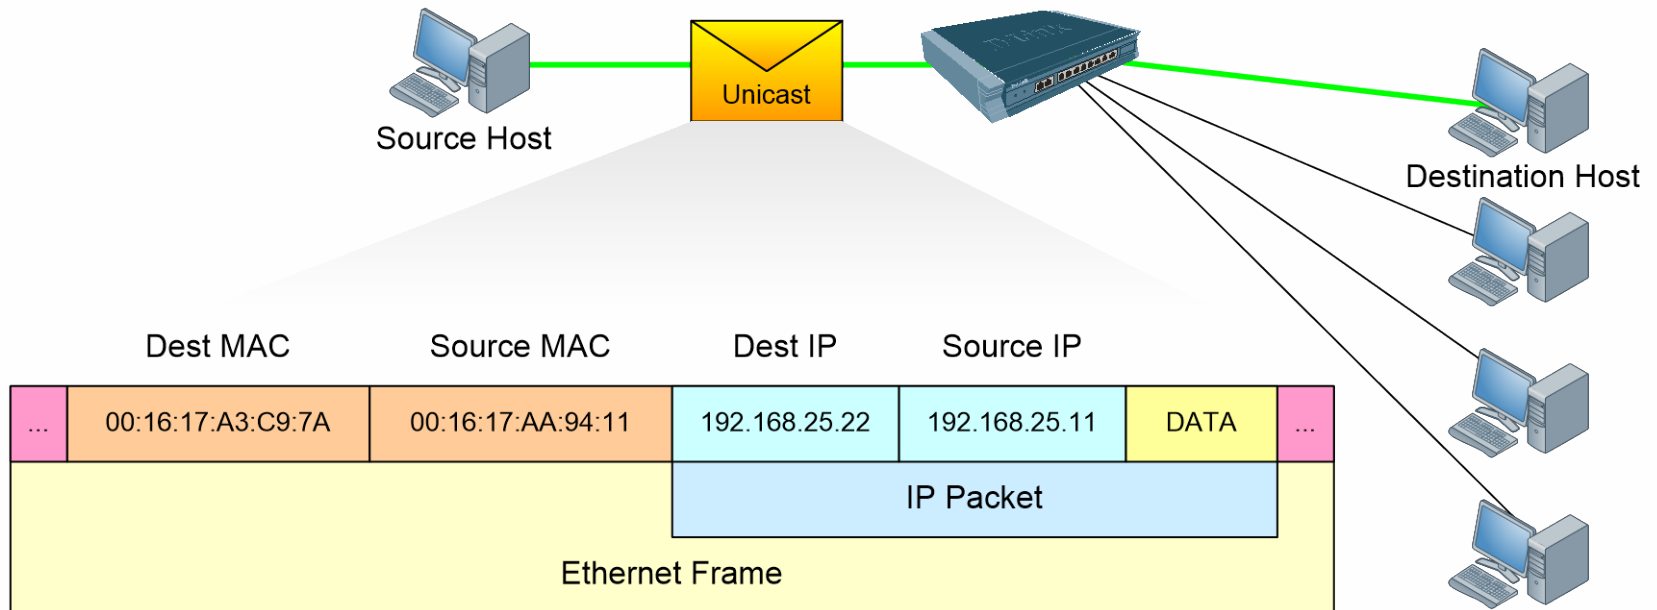 Unicast
Source Host
D-Link
Destination Host
Dest MAC Source MAC Dest IP Source IP
... 00:16:17:A3:C9:7A 00:16:17:AA:94:11 192.168.25.22 192.168.25.11 DATA ...
IP Packet
Ethernet Frame